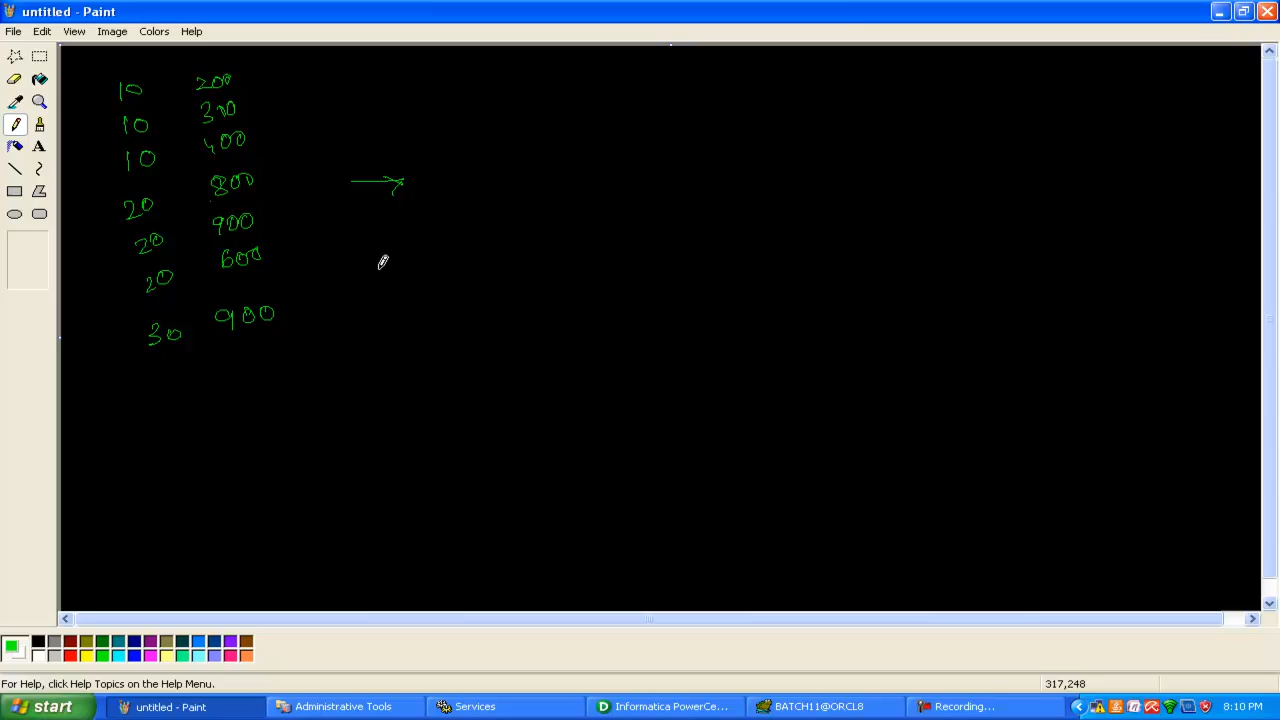 untitled - Paint
File Edit View Image Colors Help
10 200
10 300
10 400
20 800
20 900
20 600
30 900
For Help, click Help Topics on the Help Menu.
317,248
start
untitled - Paint
Administrative Tools
Services
Informatica PowerCe...
BATCH11@ORCL8
Recording...
8:10 PM